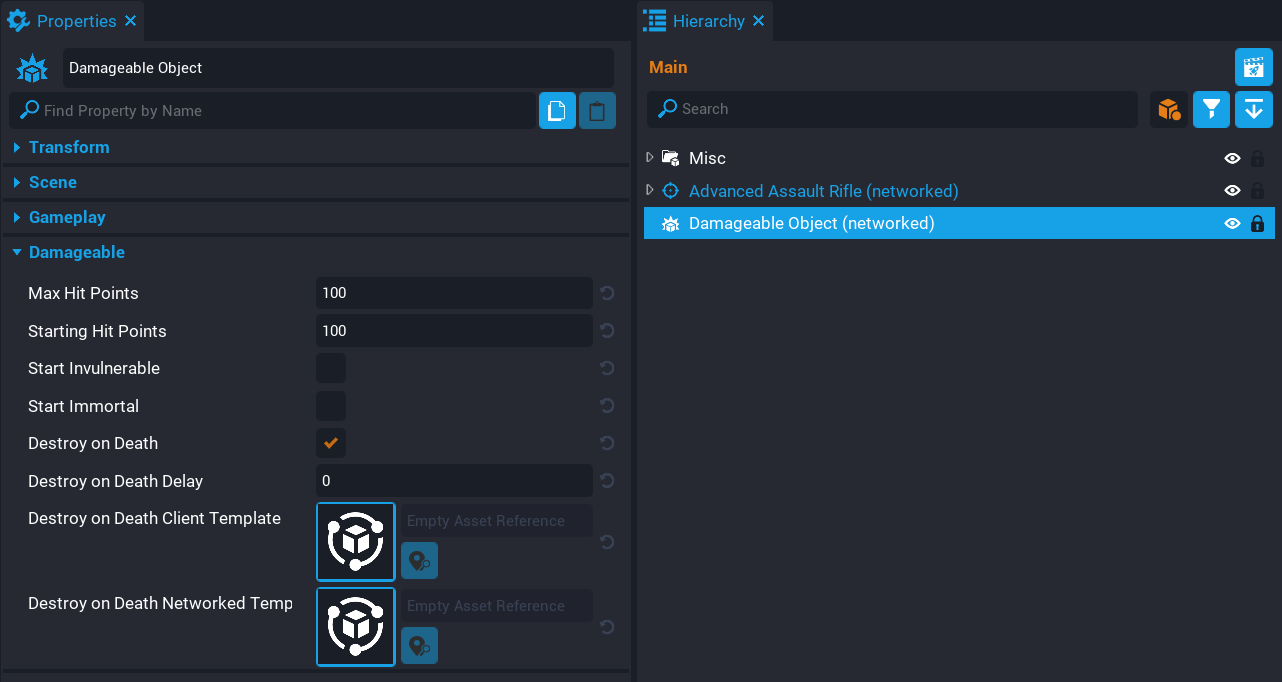 Properties
Damageable Object
Find Property by Name
Transform
Scene
Gameplay
Damageable
Max Hit Points 100
Starting Hit Points 100
Start Invulnerable
Start Immortal
Destroy on Death
Destroy on Death Delay 0
Destroy on Death Client Template Empty Asset Reference
Destroy on Death Networked Temp Empty Asset Reference
Hierarchy
Main
Search
Misc
Advanced Assault Rifle (networked)
Damageable Object (networked)